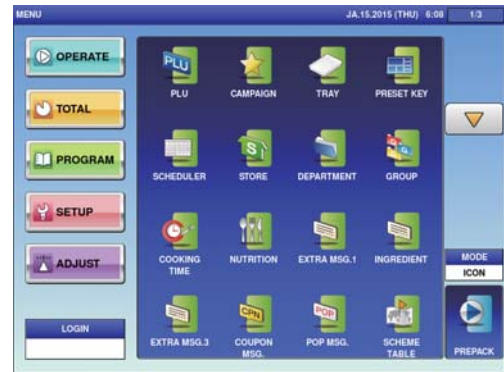 MENU JA.15.2015 (THU) 6:08 1/3
OPERATE
TOTAL
PROGRAM
SETUP
ADJUST
LOGIN
PLU
PLU CAMPAIGN TRAY PRESET KEY
S G.
G.
SCHEDULER STORE DEPARTMENT GROUP
COOKING TIME NUTRITION EXTRA MSG.1 INGREDIENT
CPN POP
EXTRA MSG.3 COUPON MSG. POP MSG. SCHEME TABLE
MODE
ICON
PREPACK